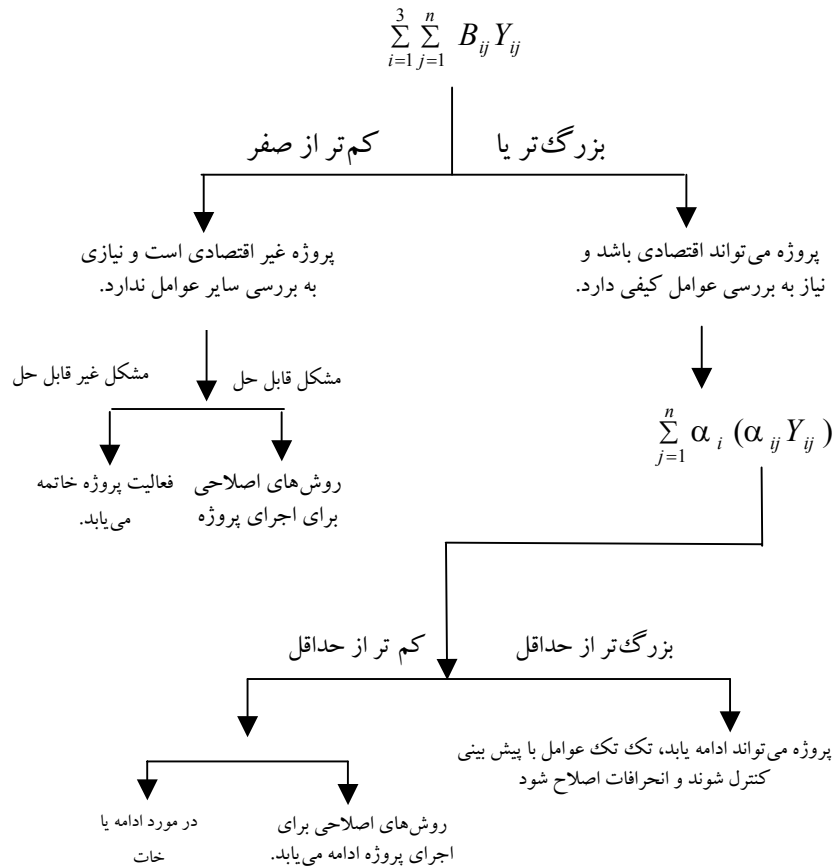 \sum_{i=1}^{3} \sum_{j=1}^{n} B_{ij} Y_{ij}
بزرگ‌تر یا
کم‌تر از صفر
پروژه می‌تواند اقتصادی باشد و
نیاز به بررسی عوامل کیفی دارد.
پروژه غیر اقتصادی است و نیازی
به بررسی سایر عوامل ندارد.
مشکل قابل حل
مشکل غیر قابل حل
\sum_{j=1}^{n} \alpha_{i} (\alpha_{ij} Y_{ij})
روش‌های اصلاحی
برای اجرای پروژه
فعالیت پروژه خاتمه
می‌یابد.
بزرگ‌تر از حداقل
کم تر از حداقل
پروژه می‌تواند ادامه یابد، تک تک عوامل با پیش بینی
کنترل شوند و انحرافات اصلاح شود
روش‌های اصلاحی برای
اجرای پروژه ادامه می‌یابد.
در مورد ادامه یا
خات